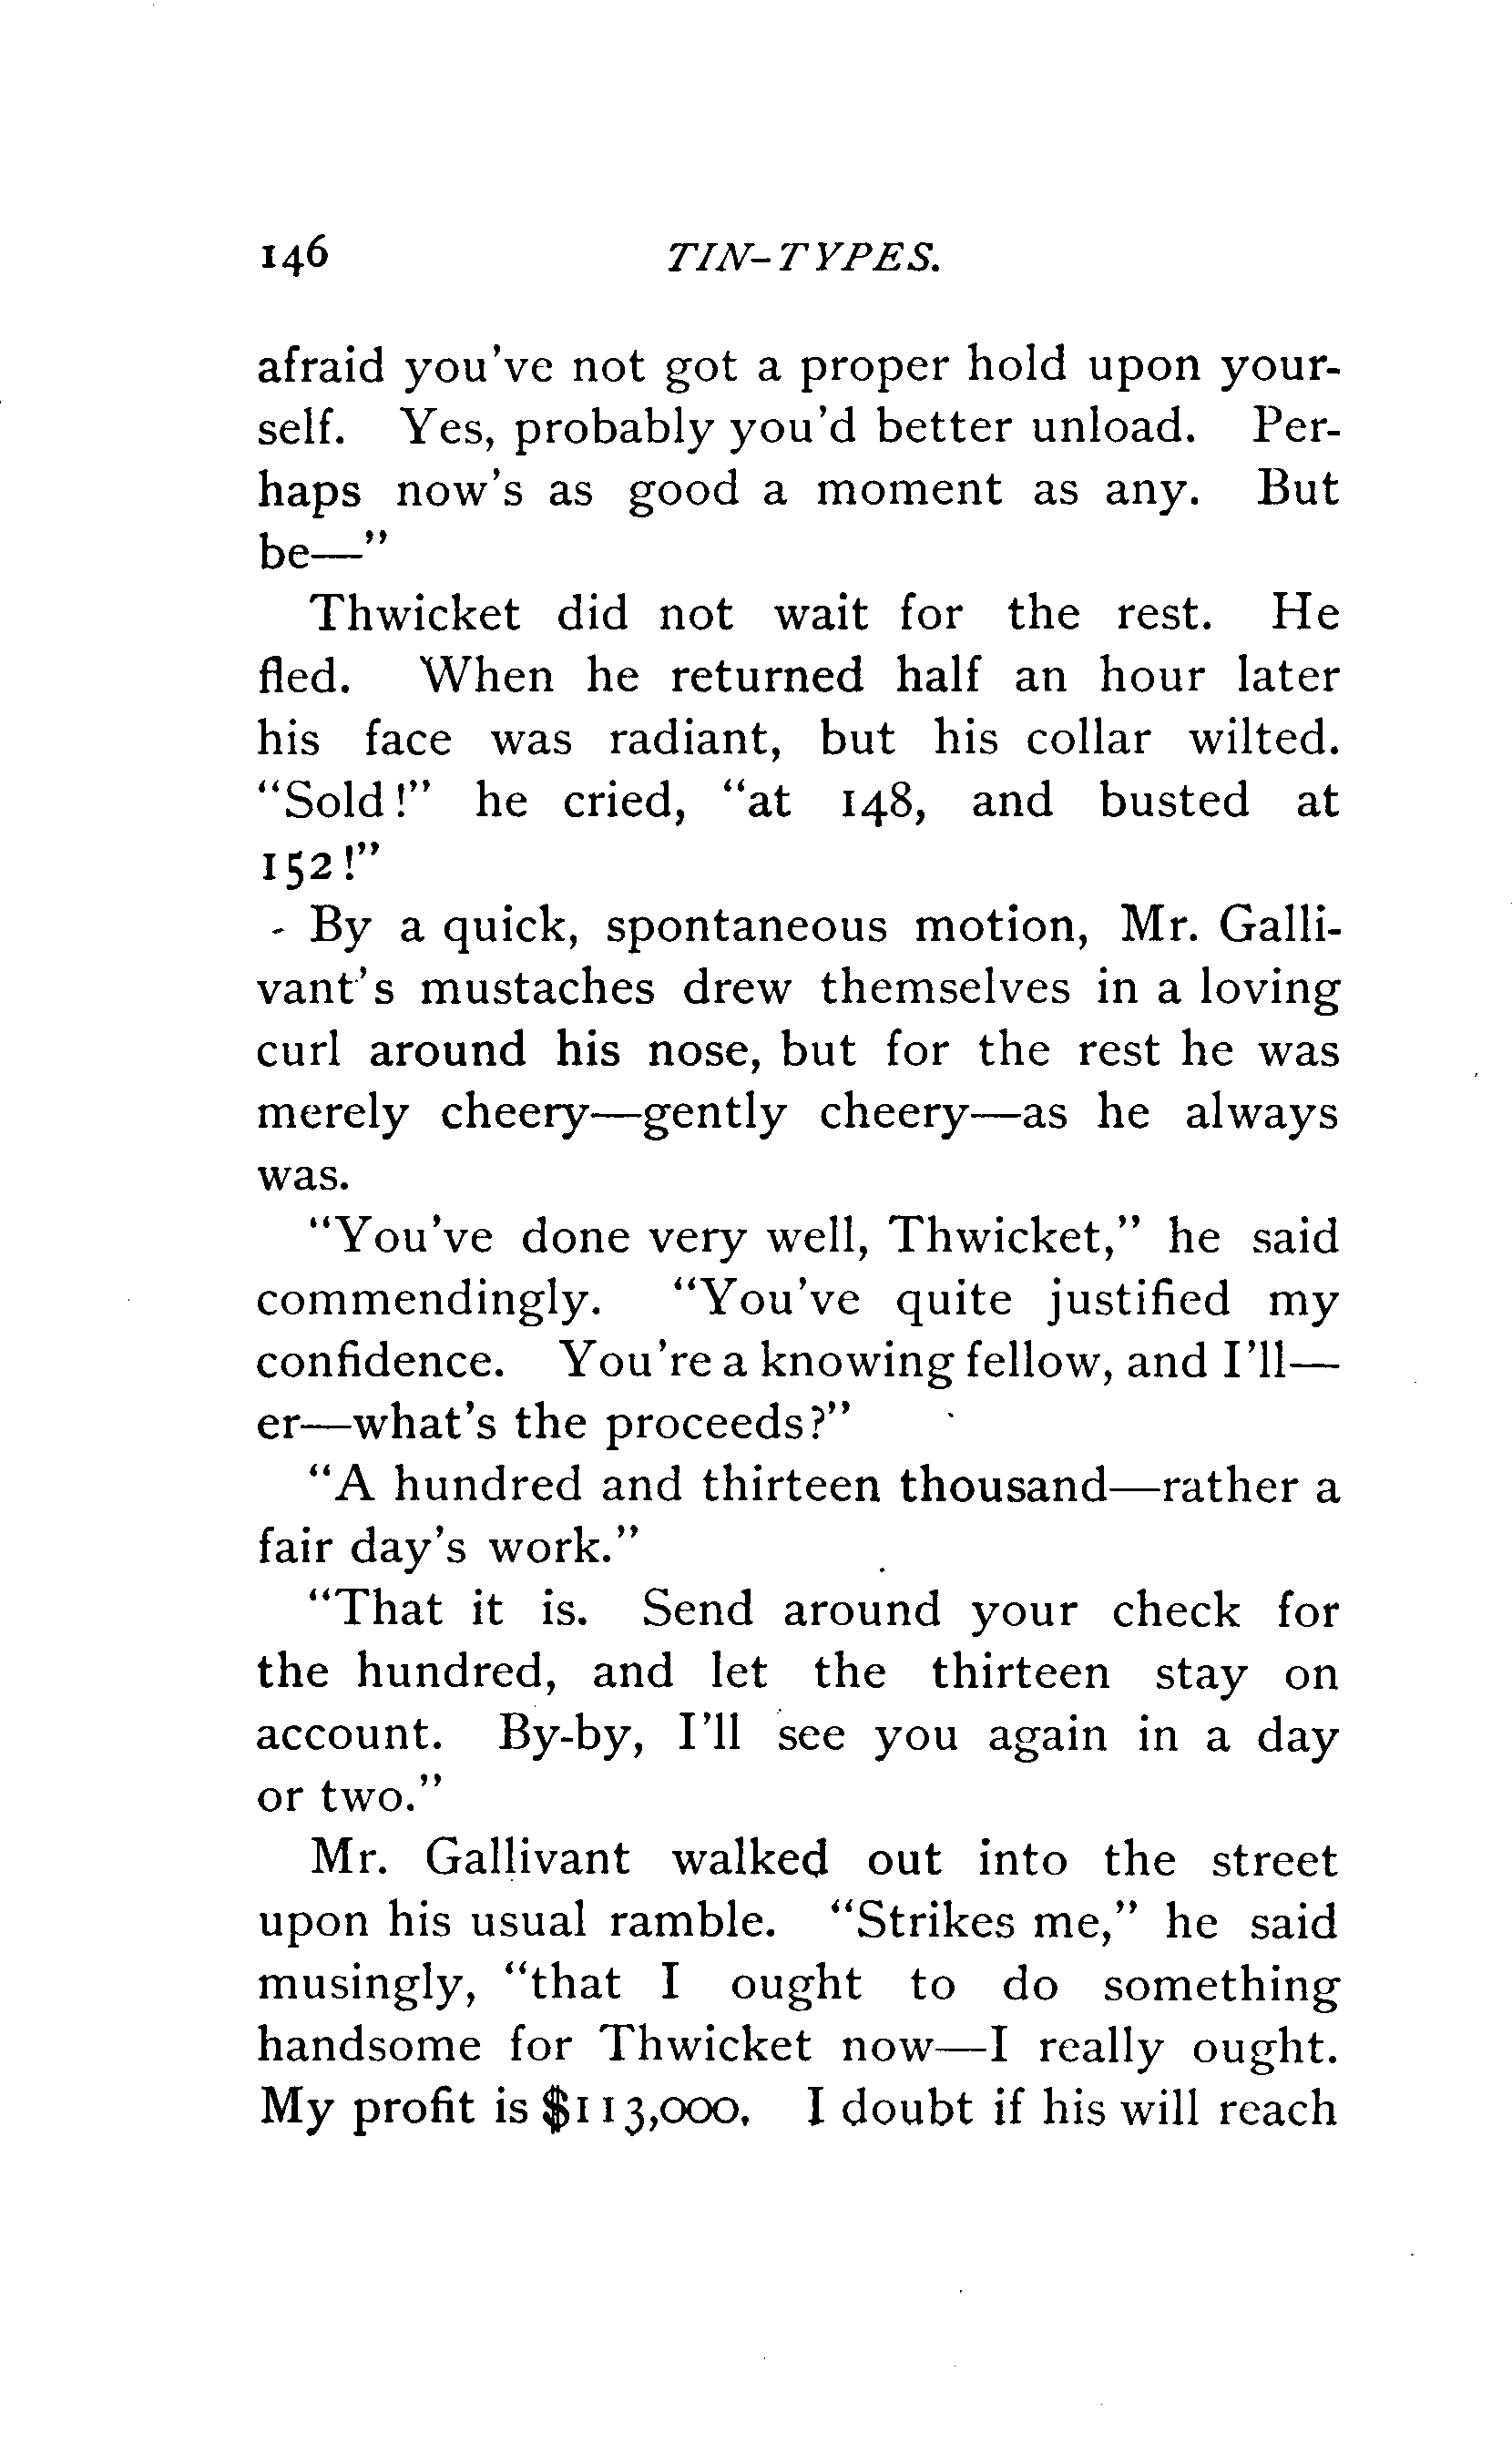 146 TIN-TYPES.
afraid you've not got a proper hold upon your-
self. Yes, probably you'd better unload. Per-
haps now's as good a moment as any. But
be—"
Thwicket did not wait for the rest. He
fled. When he returned half an hour later
his face was radiant, but his collar wilted.
"Sold!" he cried, "at 148, and busted at
152!"
By a quick, spontaneous motion, Mr. Galli-
vant's mustaches drew themselves in a loving
curl around his nose, but for the rest he was
merely cheery—gently cheery—as he always
was.
"You've done very well, Thwicket," he said
commendingly. "You've quite justified my
confidence. You're a knowing fellow, and I'll—
er—what's the proceeds?"
"A hundred and thirteen thousand—rather a
fair day's work."
"That it is. Send around your check for
the hundred, and let the thirteen stay on
account. By-by, I'll see you again in a day
or two."
Mr. Gallivant walked out into the street
upon his usual ramble. "Strikes me," he said
musingly, "that I ought to do something
handsome for Thwicket now—I really ought.
My profit is $113,000. I doubt if his will reach